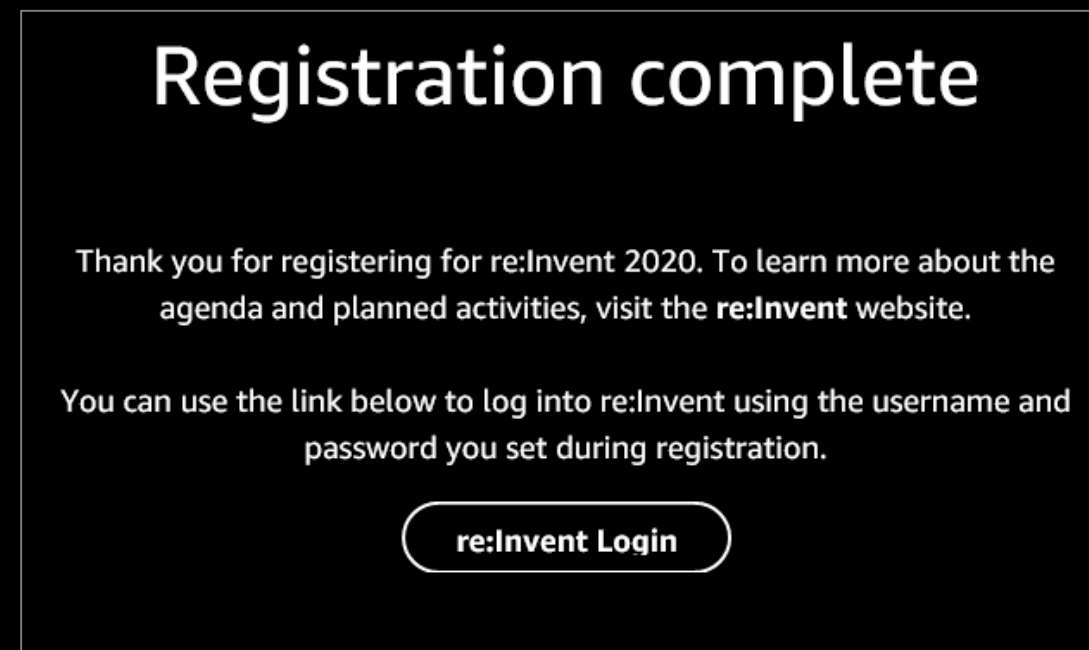 Registration complete
Thank you for registering for re:Invent 2020. To learn more about the
agenda and planned activities, visit the re:Invent website.
You can use the link below to log into re:Invent using the username and
password you set during registration.
re:Invent Login